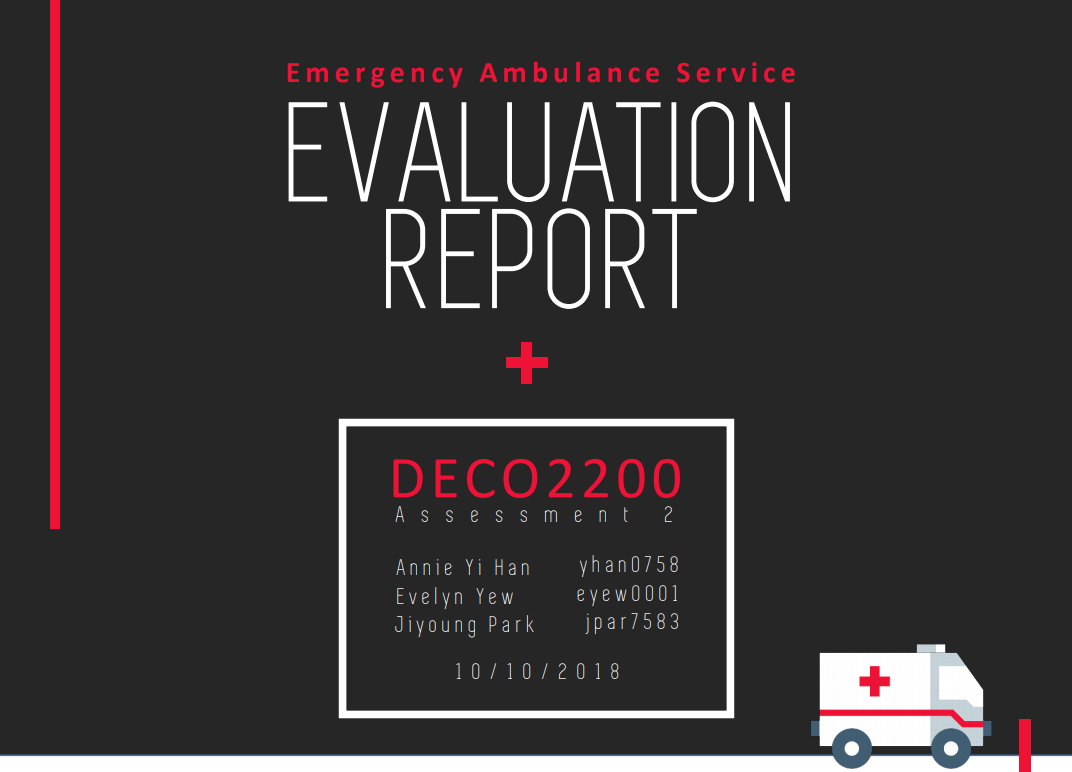 Emergency Ambulance Service
EVALUATION
REPORT
DECO2200
Assessment 2
Annie Yi Han yhan0758
Evelyn Yew eyew0001
Jiyoung Park jpar7583
10/10/2018